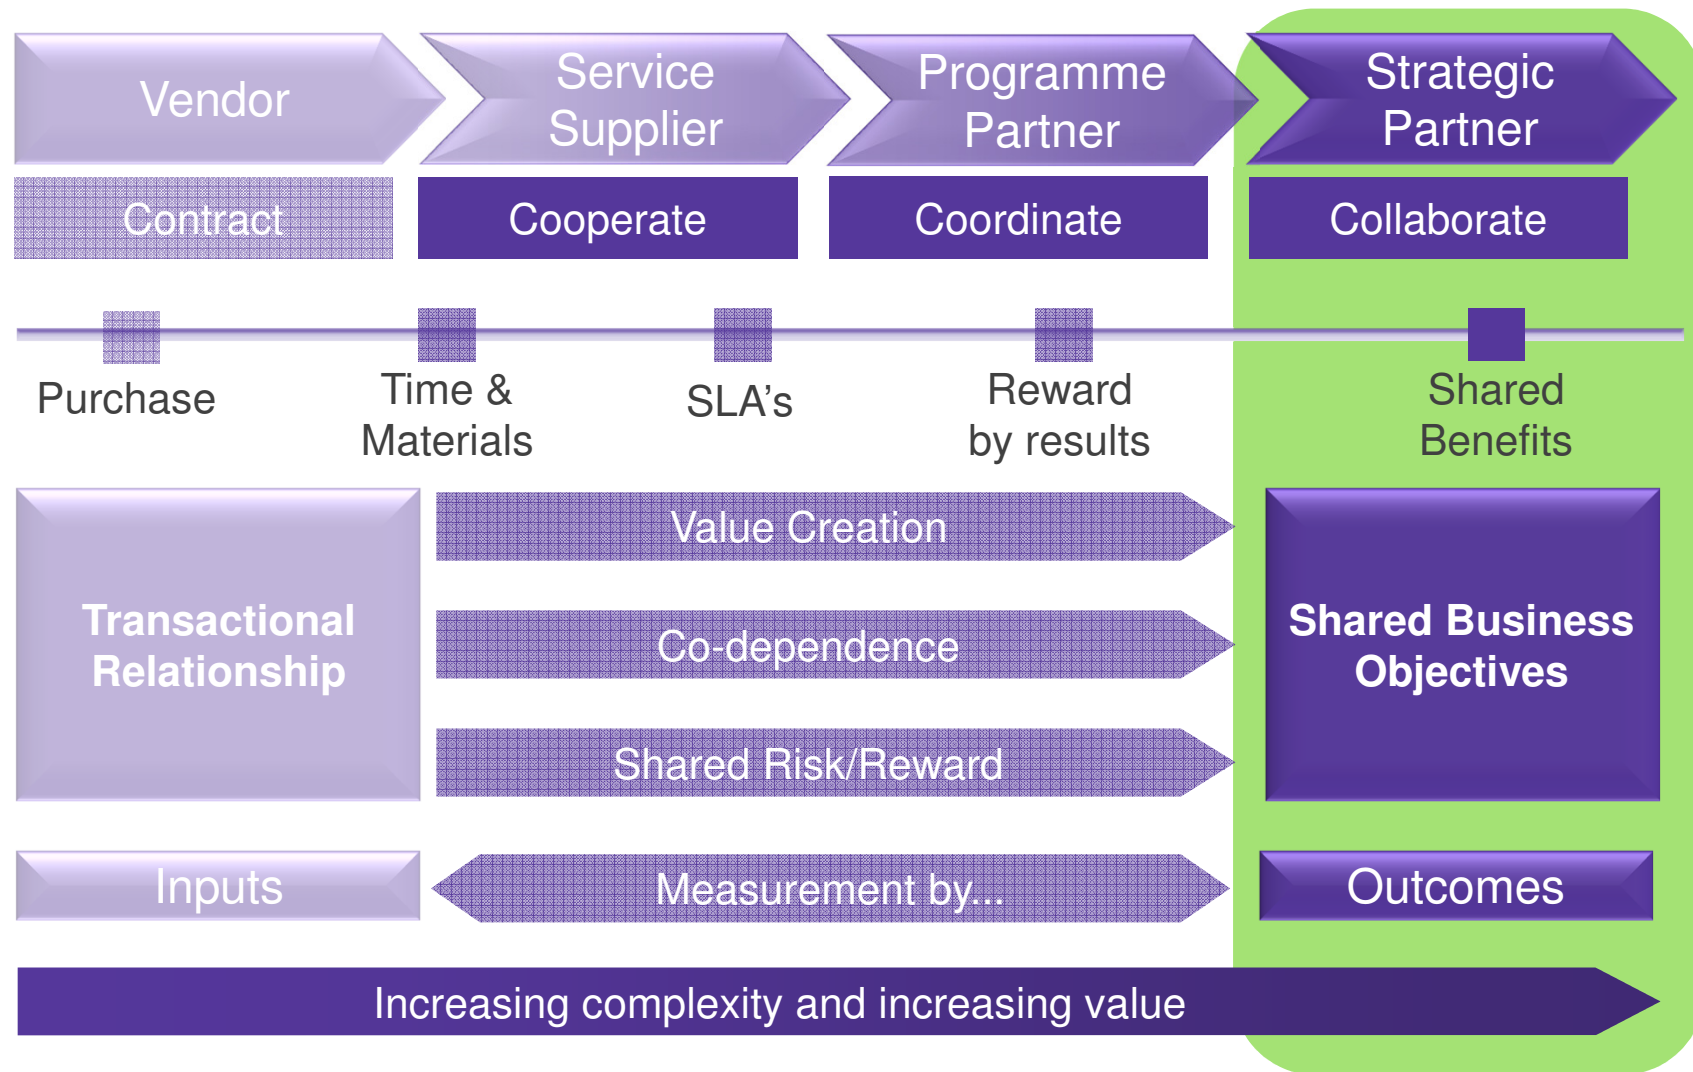 Vendor
Service
Supplier
Programme
Partner
Strategic
Partner
Contract
Cooperate
Coordinate
Collaborate
Purchase
Time &
Materials
SLA’s
Reward
by results
Shared
Benefits
Transactional
Relationship
Value Creation
Co-dependence
Shared Risk/Reward
Shared Business
Objectives
Inputs
Measurement by...
Outcomes
Increasing complexity and increasing value